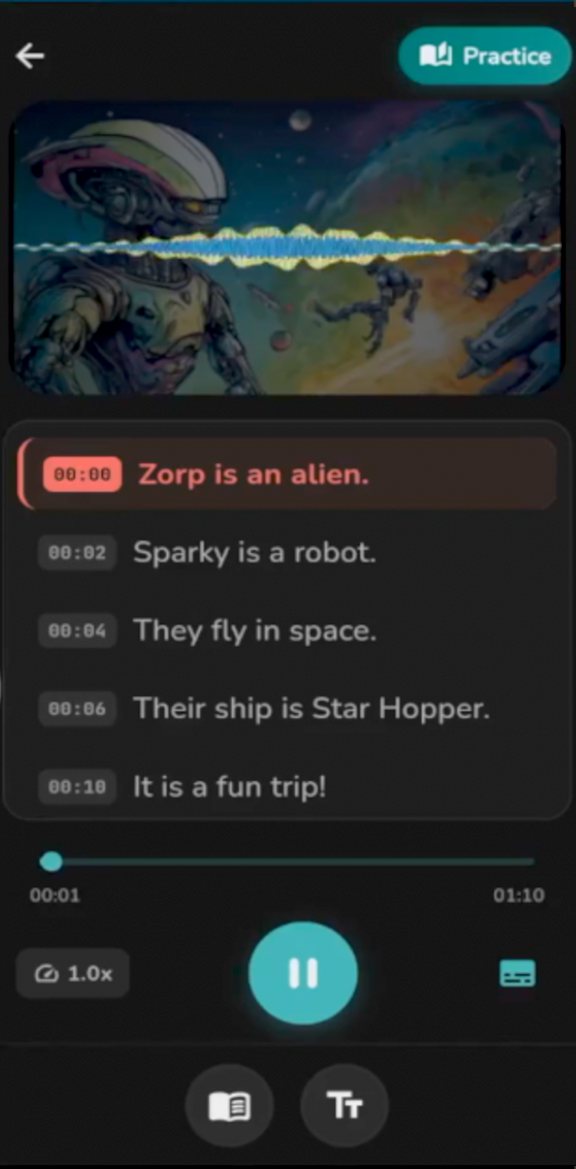 Practice
00:00 Zorp is an alien.
00:02 Sparky is a robot.
00:04 They fly in space.
00:06 Their ship is Star Hopper.
00:10 It is a fun trip!
00:01 01:10
1.0x
Tt